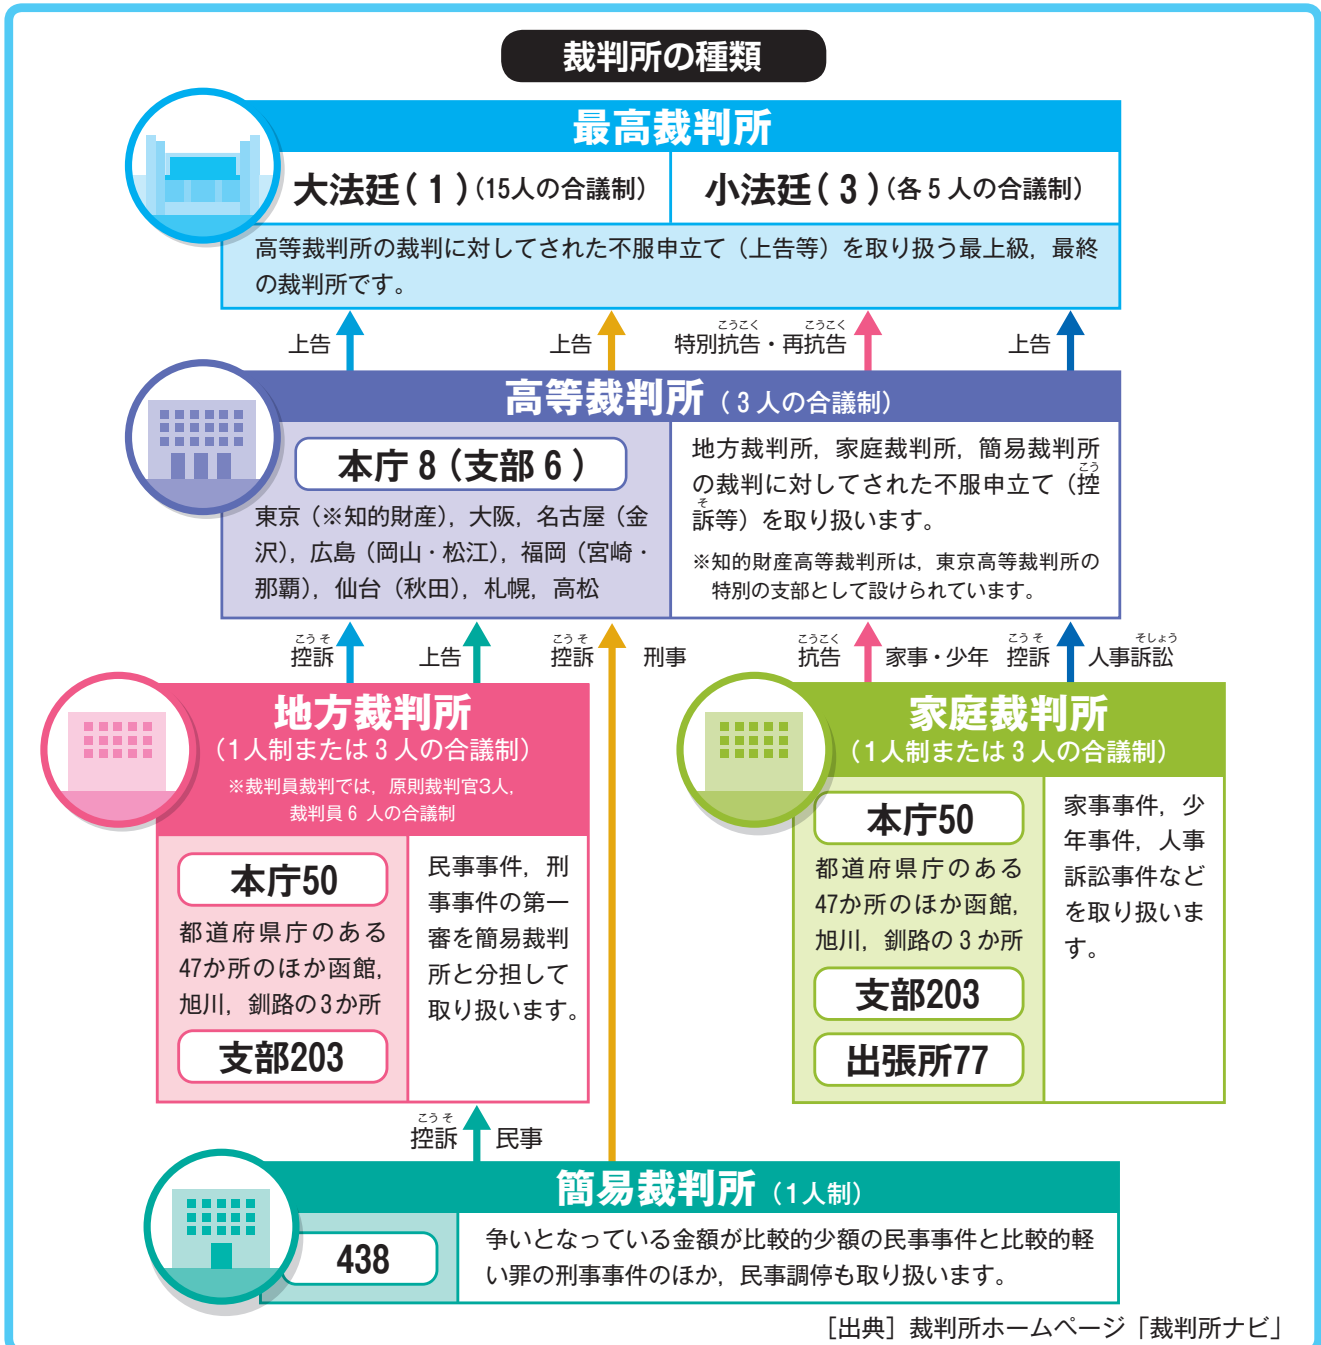 裁判所の種類
最高裁判所
大法廷(1)(15人の合議制)
小法廷(3)(各5人の合議制)
高等裁判所の裁判に対してされた不服申立て（上告等）を取り扱う最上級，最終
の裁判所です。
上告
上告
こうこく こうこく
特別抗告・再抗告
上告
高等裁判所（3人の合議制）
本庁8（支部6）
東京（※知的財産），大阪，名古屋（金
沢），広島（岡山・松江），福岡（宮崎・
那覇），仙台（秋田），札幌，高松
地方裁判所，家庭裁判所，簡易裁判所
の裁判に対してされた不服申立て（控
こう
訴等）を取り扱います。
そ
※知的財産高等裁判所は，東京高等裁判所の
特別の支部として設けられています。
こうそ
控訴
上告
こうそ
控訴
刑事
こうこく
抗告
家事・少年
こうそ
控訴
そしょう
人事訴訟
地方裁判所
（1人制または3人の合議制）
※裁判員裁判では，原則裁判官3人，
裁判員6人の合議制
本庁50
都道府県庁のある
47か所のほか函館，
旭川，釧路の3か所
支部203
民事事件，刑
事事件の第一
審を簡易裁判
所と分担して
取り扱います。
家庭裁判所
（1人制または3人の合議制）
本庁50
都道府県庁のある
47か所のほか函館，
旭川，釧路の3か所
支部203
出張所77
家事事件，少
年事件，人事
訴訟事件など
を取り扱いま
す。
こうそ
控訴
民事
簡易裁判所（1人制）
438
争いとなっている金額が比較的少額の民事事件と比較的軽
い罪の刑事事件のほか，民事調停も取り扱います。
［出典］裁判所ホームページ「裁判所ナビ」